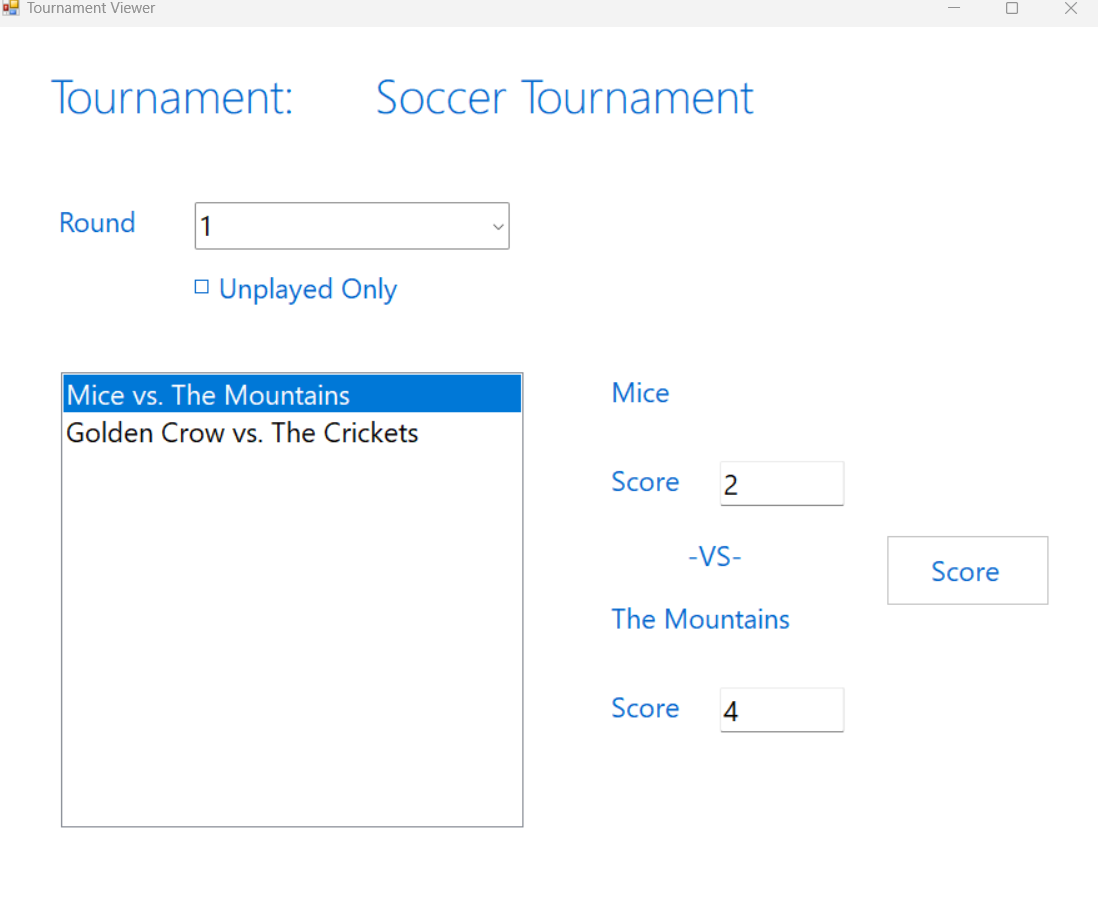 Tournament Viewer
Tournament: Soccer Tournament
Round 1
Unplayed Only
Mice vs. The Mountains
Golden Crow vs. The Crickets
Mice
Score 2
-VS-
Score
The Mountains
Score 4